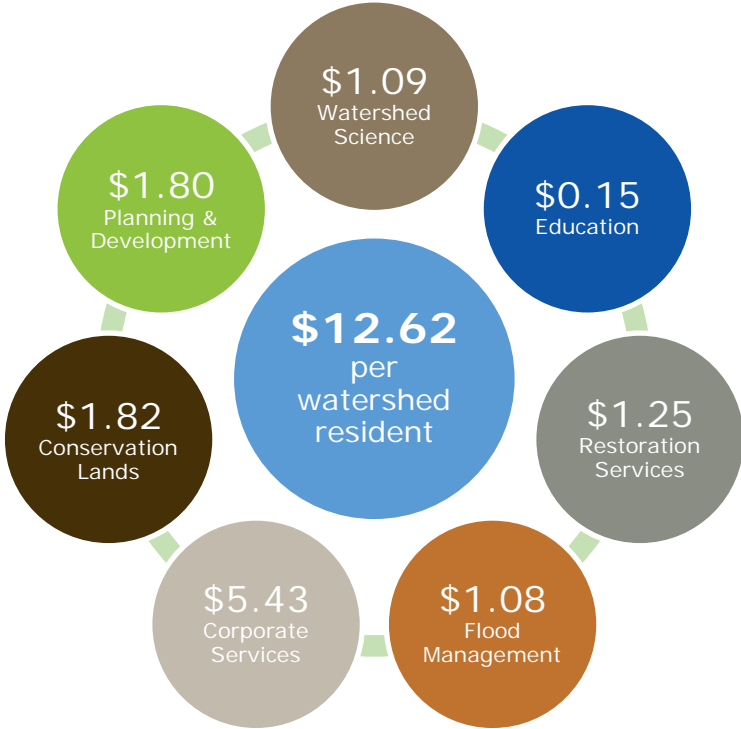 $1.09
Watershed
Science
$0.15
Education
$1.25
Restoration
Services
$1.08
Flood
Management
$5.43
Corporate
Services
$1.82
Conservation
Lands
$1.80
Planning &
Development
$12.62
per
watershed
resident